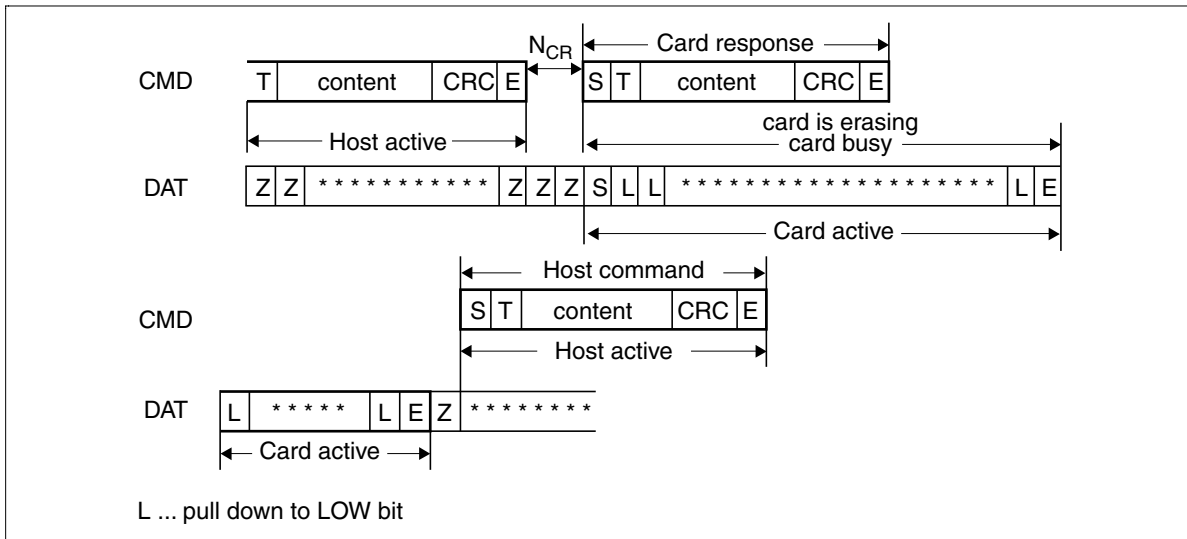 N_CR Card response
CMD T content CRC E S T content CRC E
Host active card is erasing
card busy
DAT Z Z * * * * * * * * * * * Z Z Z S L L * * * * * * * * * * * * * * * * * * * * L E
Card active
Host command
CMD S T content CRC E
Host active
DAT L * * * * * L E Z * * * * * * * *
Card active
L ... pull down to LOW bit